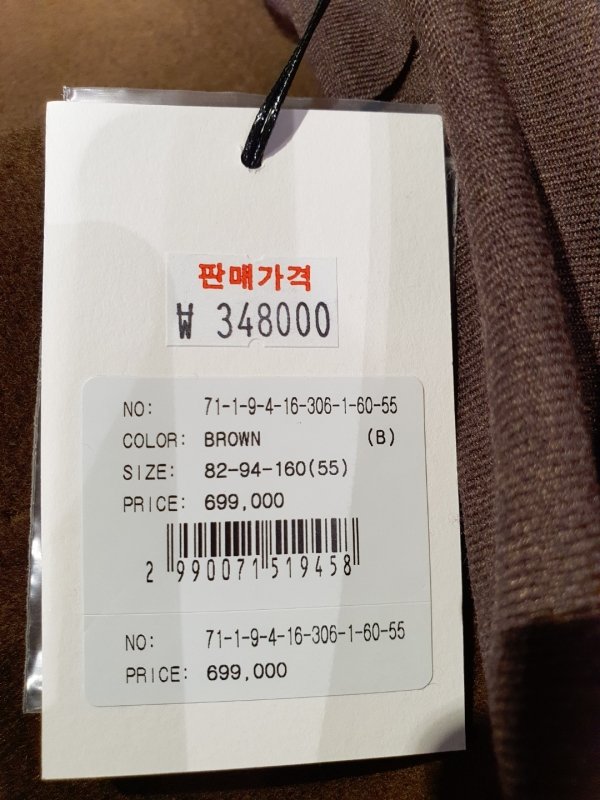 판매가격
₩ 348000
NO: 71-1-9-4-16-306-1-60-55
COLOR: BROWN (B)
SIZE: 82-94-160(55)
PRICE: 699,000
2 990071 519458
NO: 71-1-9-4-16-306-1-60-55
PRICE: 699,000